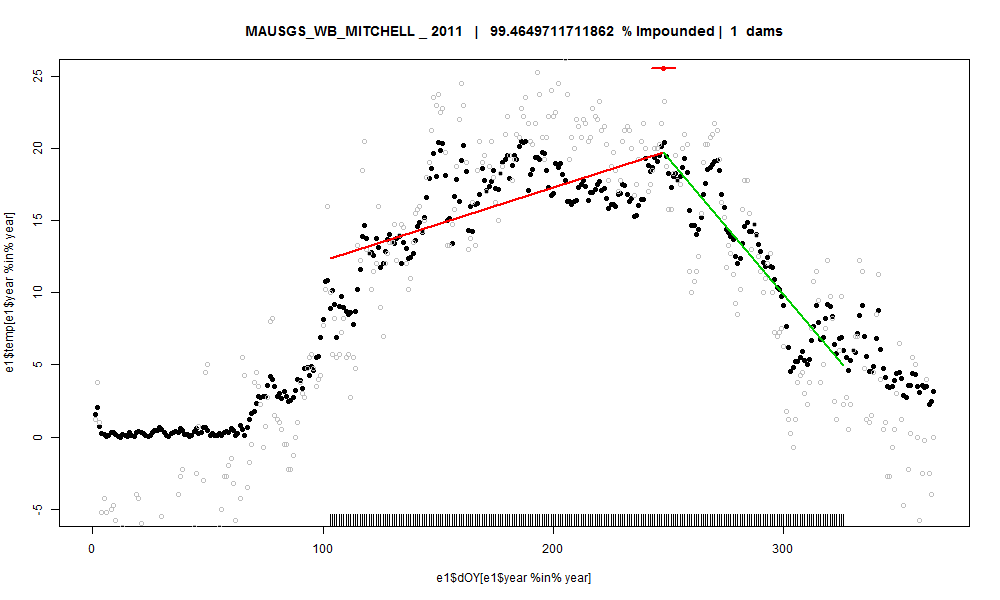 MAUSGS_WB_MITCHELL _ 2011 | 99.4649711711862 % Impounded | 1 dams
25
20
15
10
5
0
-5
e1$temp[e1$year %in% year]
0 100 200 300
e1$dOY[e1$year %in% year]